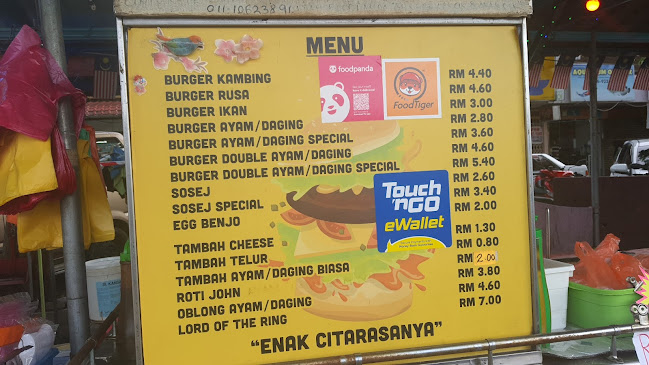 MENU
BURGER KAMBING RM 4.40
BURGER RUSA RM 4.60
BURGER IKAN RM 3.00
BURGER AYAM/DAGING RM 2.80
BURGER AYAM/DAGING SPECIAL RM 3.60
BURGER DOUBLE AYAM/DAGING RM 4.60
BURGER DOUBLE AYAM/DAGING SPECIAL RM 5.40
SOSEJ RM 2.60
SOSEJ SPECIAL RM 3.40
EGG BENJO RM 2.00
TAMBAH CHEESE RM 1.30
TAMBAH TELUR RM 0.80
TAMBAH AYAM/DAGING BIASA RM 2.00
ROTI JOHN RM 3.80
OBLONG AYAM/DAGING RM 4.60
LORD OF THE RING RM 7.00
"ENAK CITARASANYA"
foodpanda
FoodTiger
Touch
'nGO
eWallet